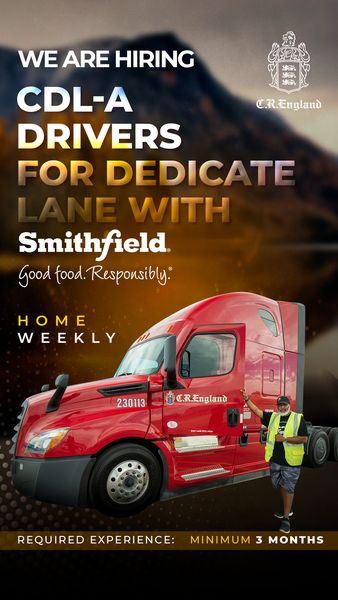 WE ARE HIRING
C.R.England
CDL-A
DRIVERS
FOR DEDICATE
LANE WITH
Smithfield®
Good food. Responsibly.®
HOME
WEEKLY
230113
C.R.England
REQUIRED EXPERIENCE: MINIMUM 3 MONTHS